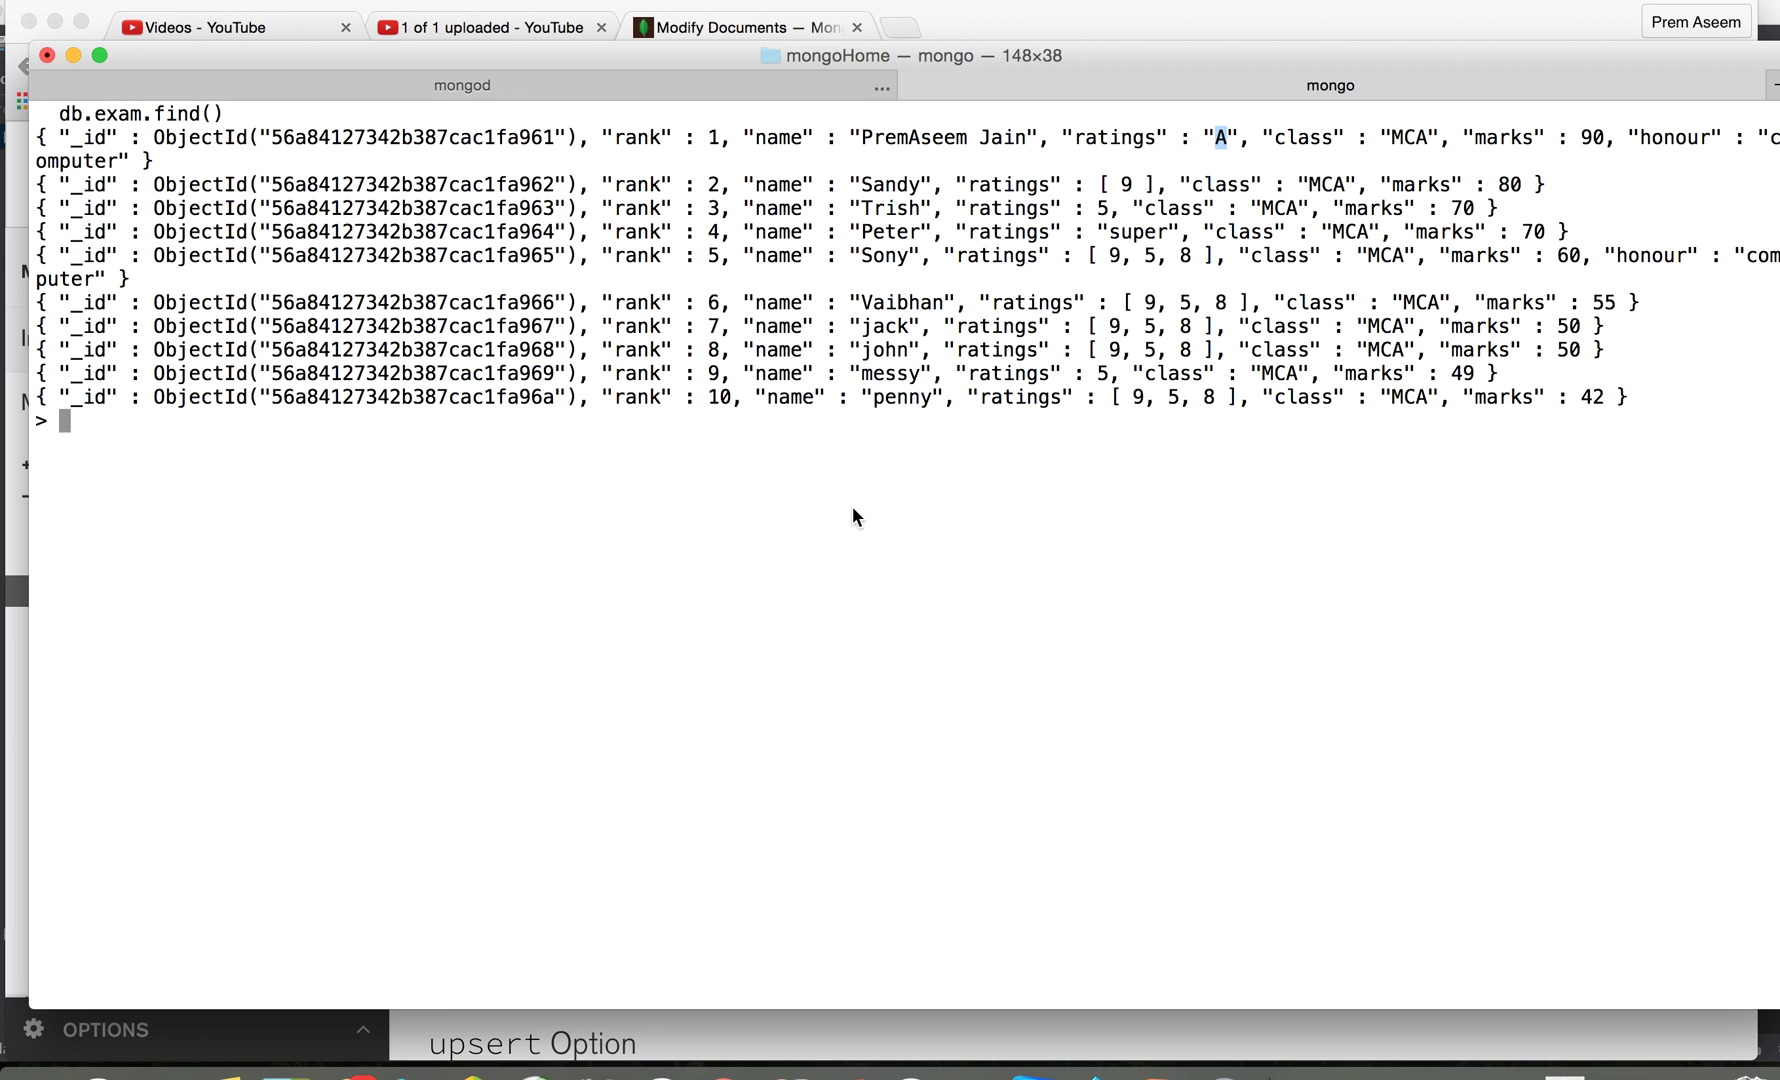 Videos - YouTube
1 of 1 uploaded - YouTube
Modify Documents — Mon
Prem Aseem
mongoHome — mongo — 148×38
mongod
...
mongo
db.exam.find()
{ "_id" : ObjectId("56a84127342b387cac1fa961"), "rank" : 1, "name" : "PremAseem Jain", "ratings" : "A", "class" : "MCA", "marks" : 90, "honour" : "c
omputer" }
{ "_id" : ObjectId("56a84127342b387cac1fa962"), "rank" : 2, "name" : "Sandy", "ratings" : [ 9 ], "class" : "MCA", "marks" : 80 }
{ "_id" : ObjectId("56a84127342b387cac1fa963"), "rank" : 3, "name" : "Trish", "ratings" : 5, "class" : "MCA", "marks" : 70 }
{ "_id" : ObjectId("56a84127342b387cac1fa964"), "rank" : 4, "name" : "Peter", "ratings" : "super", "class" : "MCA", "marks" : 70 }
{ "_id" : ObjectId("56a84127342b387cac1fa965"), "rank" : 5, "name" : "Sony", "ratings" : [ 9, 5, 8 ], "class" : "MCA", "marks" : 60, "honour" : "com
puter" }
{ "_id" : ObjectId("56a84127342b387cac1fa966"), "rank" : 6, "name" : "Vaibhan", "ratings" : [ 9, 5, 8 ], "class" : "MCA", "marks" : 55 }
{ "_id" : ObjectId("56a84127342b387cac1fa967"), "rank" : 7, "name" : "jack", "ratings" : [ 9, 5, 8 ], "class" : "MCA", "marks" : 50 }
{ "_id" : ObjectId("56a84127342b387cac1fa968"), "rank" : 8, "name" : "john", "ratings" : [ 9, 5, 8 ], "class" : "MCA", "marks" : 50 }
{ "_id" : ObjectId("56a84127342b387cac1fa969"), "rank" : 9, "name" : "messy", "ratings" : 5, "class" : "MCA", "marks" : 49 }
{ "_id" : ObjectId("56a84127342b387cac1fa96a"), "rank" : 10, "name" : "penny", "ratings" : [ 9, 5, 8 ], "class" : "MCA", "marks" : 42 }
>
OPTIONS
upsert Option